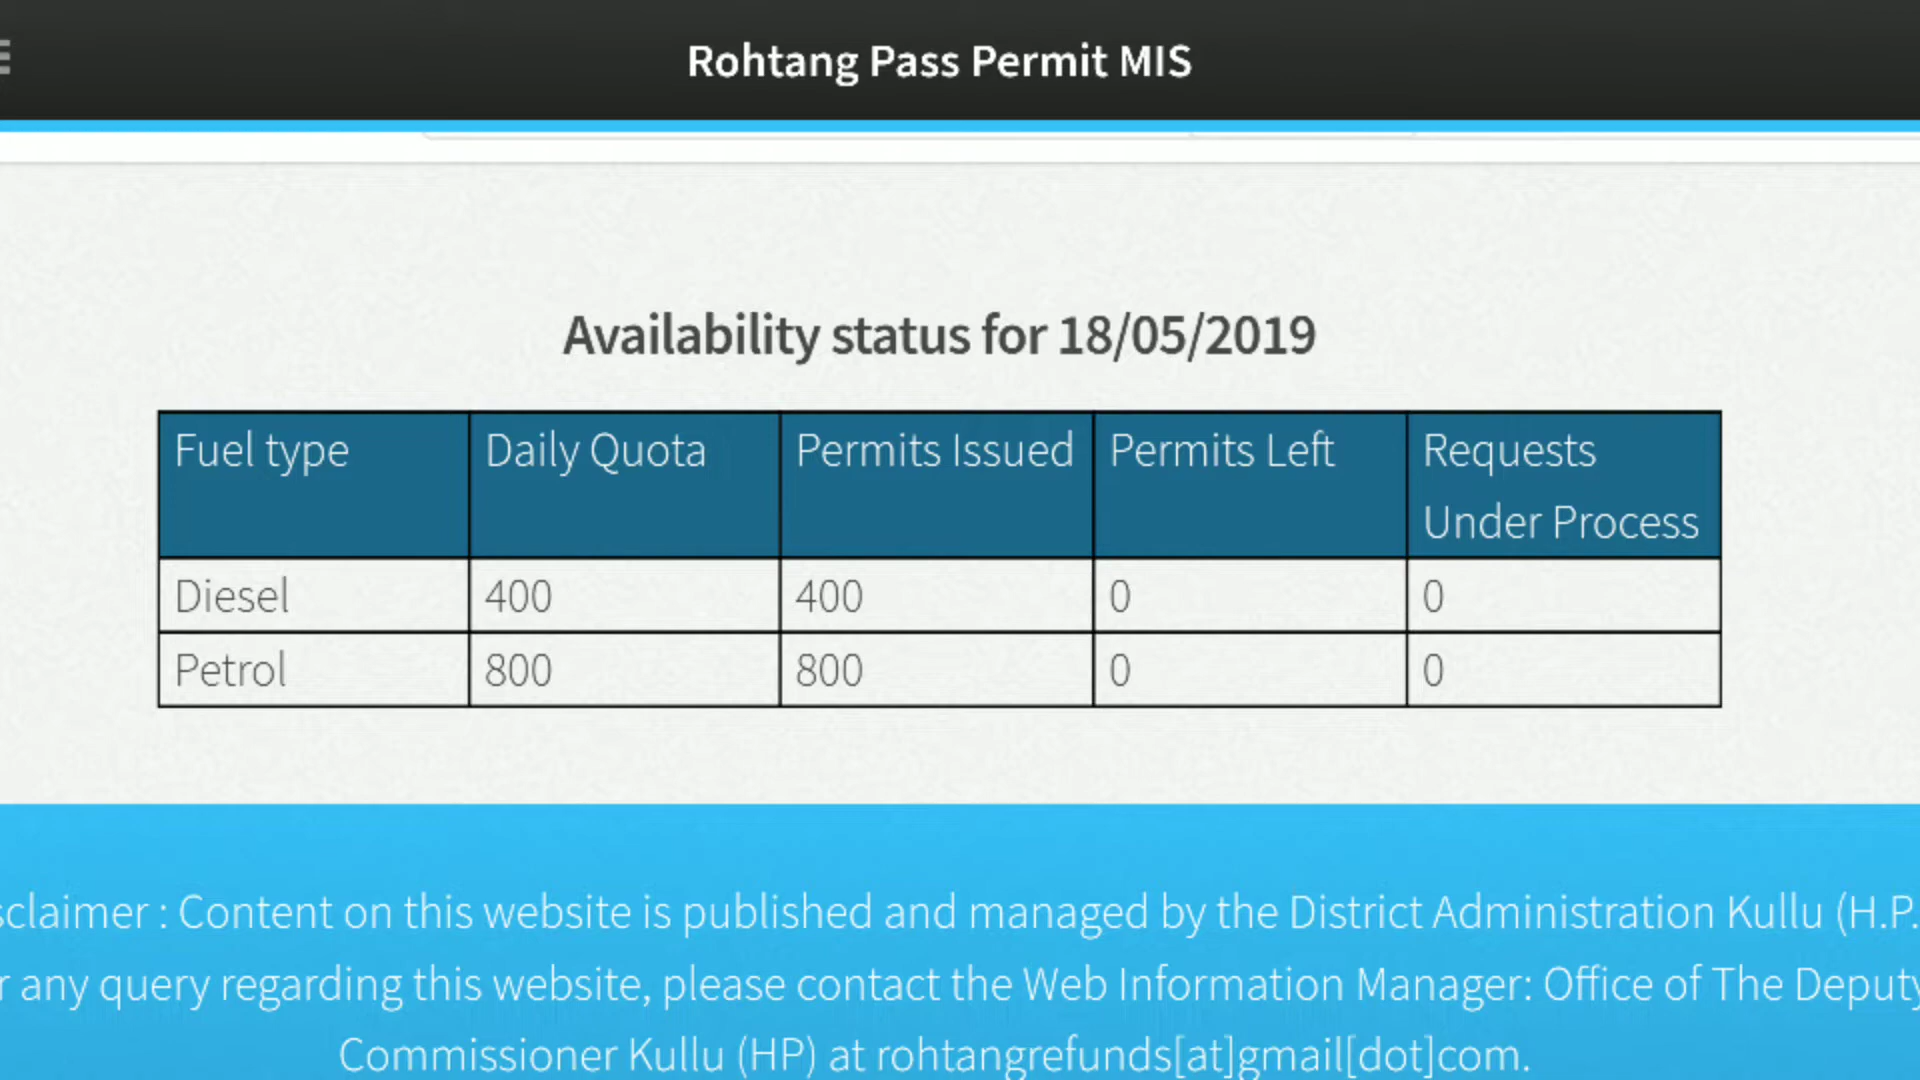 Rohtang Pass Permit MIS
Availability status for 18/05/2019
Fuel type Daily Quota Permits Issued Permits Left Requests Under Process
Diesel 400 400 0 0
Petrol 800 800 0 0
sclaimer : Content on this website is published and managed by the District Administration Kullu (H.P.
r any query regarding this website, please contact the Web Information Manager: Office of The Deputy
Commissioner Kullu (HP) at rohtangrefunds[at]gmail[dot]com.